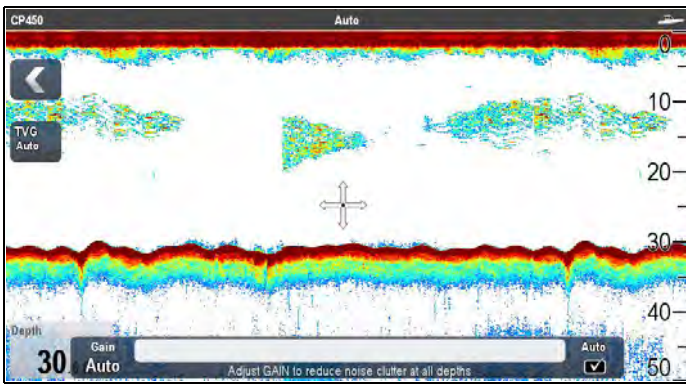 CP450 Auto
0
10
TVG
Auto
20
30
40
Depth
30
Gain
Auto
Auto
Adjust GAIN to reduce noise clutter at all depths
50